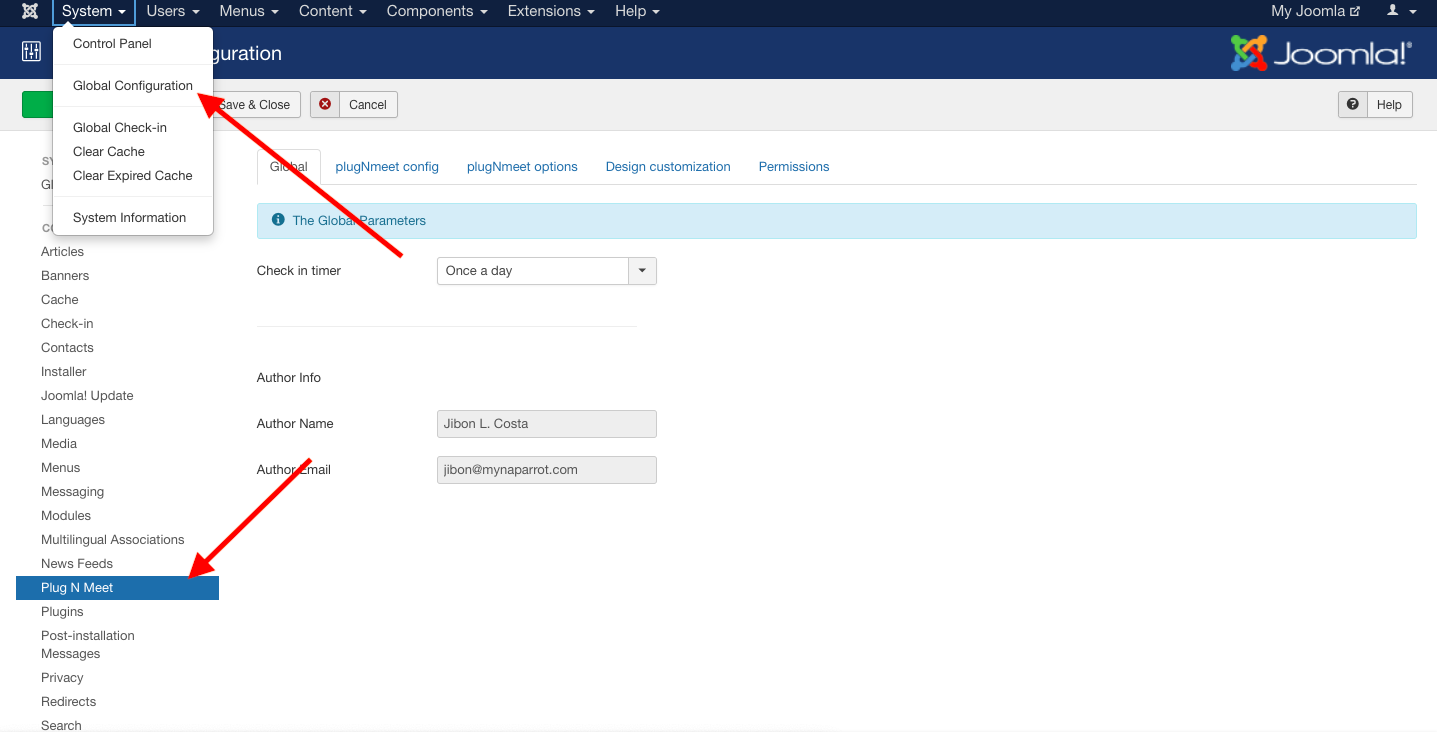 System Users Menus Content Components Extensions Help My Joomla
Control Panel
guration
Joomla!®
Global Configuration
Save & Close Cancel Help
Global Check-in
Clear Cache
Clear Expired Cache
System Information
SY
Gl
CO
Articles
Banners
Cache
Check-in
Contacts
Installer
Joomla! Update
Languages
Media
Menus
Messaging
Modules
Multilingual Associations
News Feeds
Plug N Meet
Plugins
Post-installation
Messages
Privacy
Redirects
Search
Global plugNmeet config plugNmeet options Design customization Permissions
The Global Parameters
Check in timer Once a day
Author Info
Author Name Jibon L. Costa
Author Email jibon@mynaparrot.com